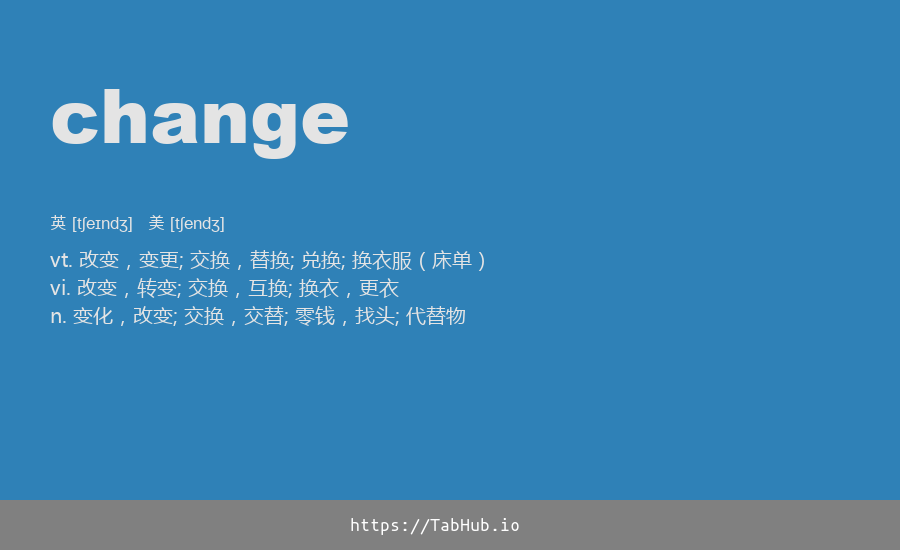 change
英 [tʃeɪndʒ] 美 [tʃendʒ]
vt. 改变，变更; 交换，替换; 兑换; 换衣服（床单）
vi. 改变，转变; 交换，互换; 换衣，更衣
n. 变化，改变; 交换，交替; 零钱，找头; 代替物
https://TabHub.io